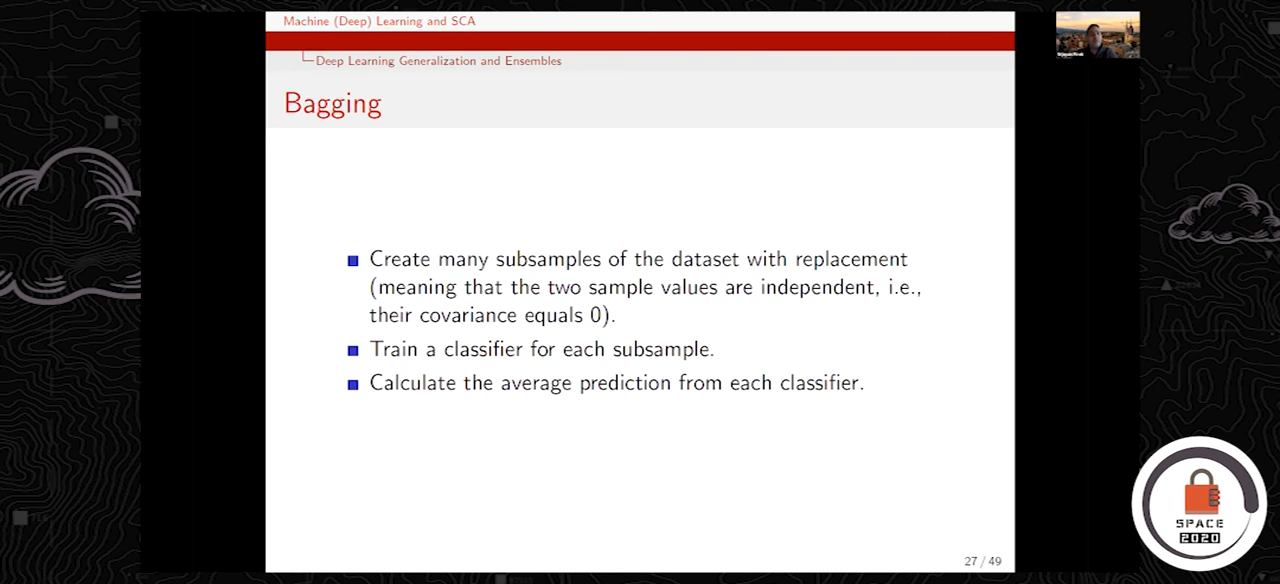 Machine (Deep) Learning and SCA
Deep Learning Generalization and Ensembles
Bagging
Create many subsamples of the dataset with replacement
(meaning that the two sample values are independent, i.e.,
their covariance equals 0).
Train a classifier for each subsample.
Calculate the average prediction from each classifier.
27 / 49
SPACE
2020